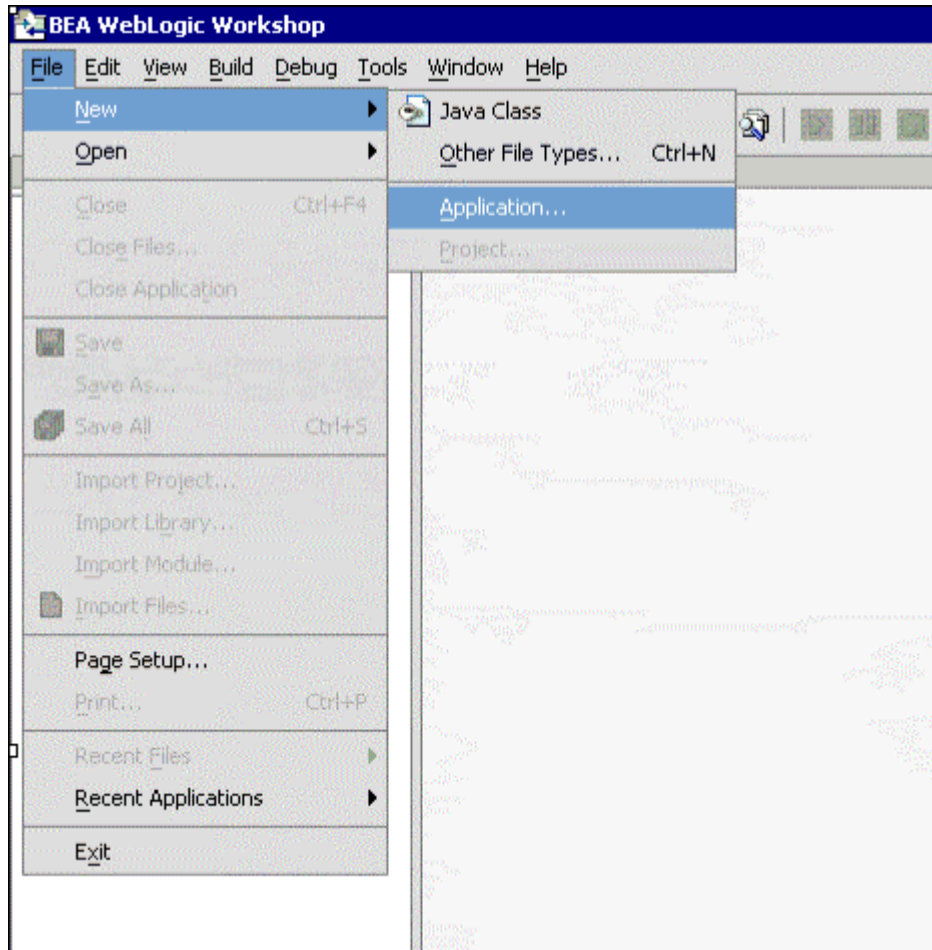 BEA WebLogic Workshop
File Edit View Build Debug Tools Window Help
New
Java Class
Open
Other File Types... Ctrl+N
Close Ctrl+F4
Application...
Close Files...
Project...
Close Application
Save
Save As...
Save All Ctrl+S
Import Project...
Import Library...
Import Module...
Import Files...
Page Setup...
Print... Ctrl+P
Recent Files
Recent Applications
Exit